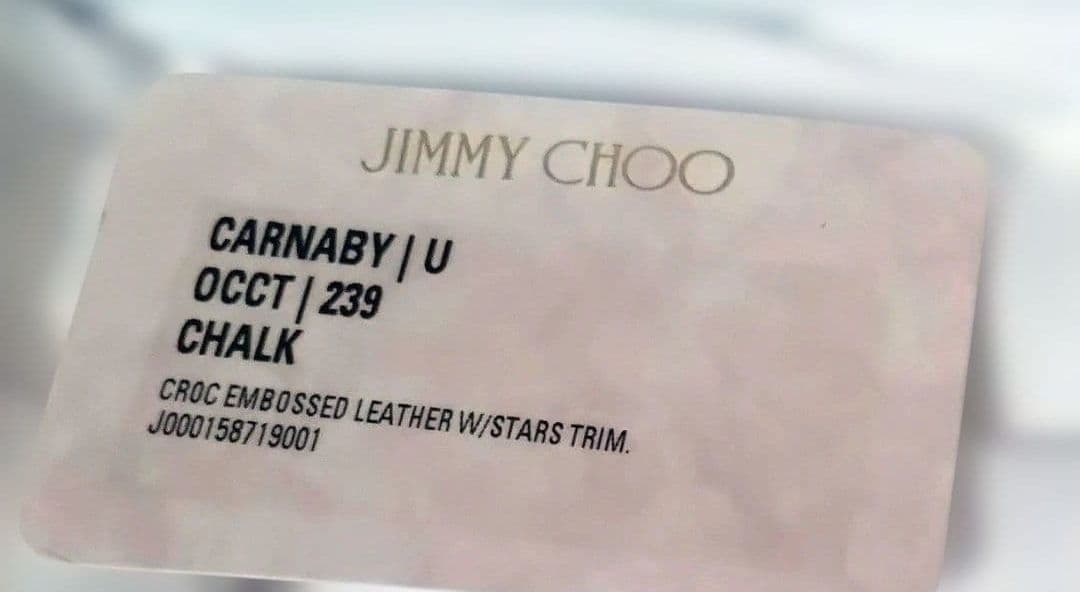 JIMMY CHOO
CARNABY | U
OCCT | 239
CHALK
CROC EMBOSSED LEATHER W/STARS TRIM.
J000158719001